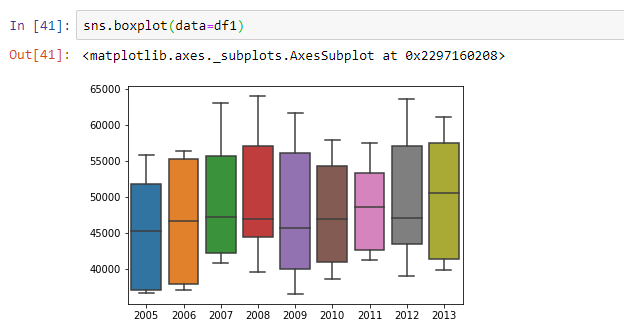 In [41]: sns.boxplot(data=df1)
Out[41]: <matplotlib.axes._subplots.AxesSubplot at 0x2297160208>
65000
60000
55000
50000
45000
40000
2005 2006 2007 2008 2009 2010 2011 2012 2013